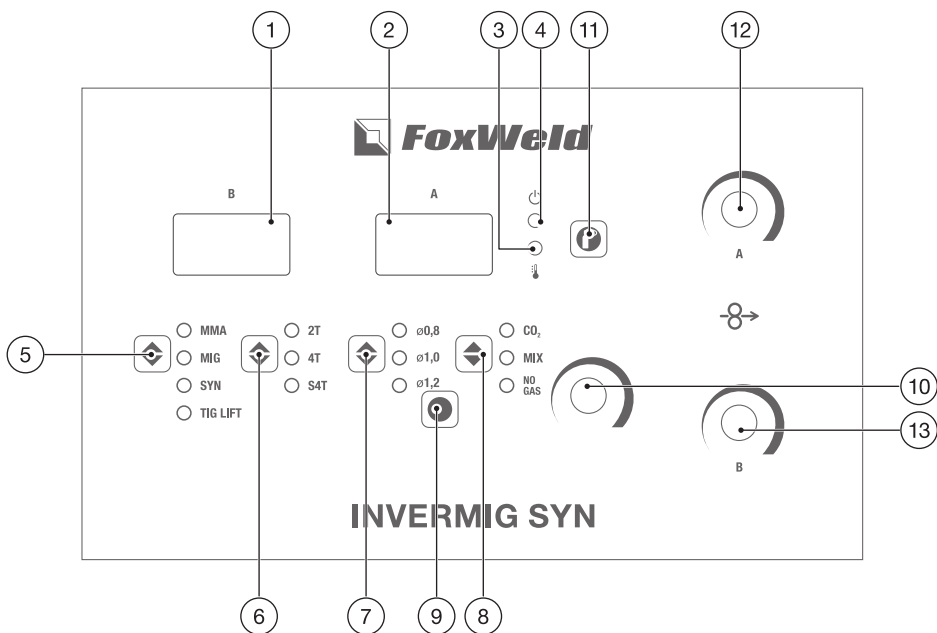 1 2 3 4 11 12
FoxWeld
B A
A
MMA 2T ø0,8 CO₂
MIG 4T ø1,0 MIX
SYN S4T ø1,2 NO GAS
TIG LIFT
5
10
13
B
INVERMIG SYN
6 7 9 8